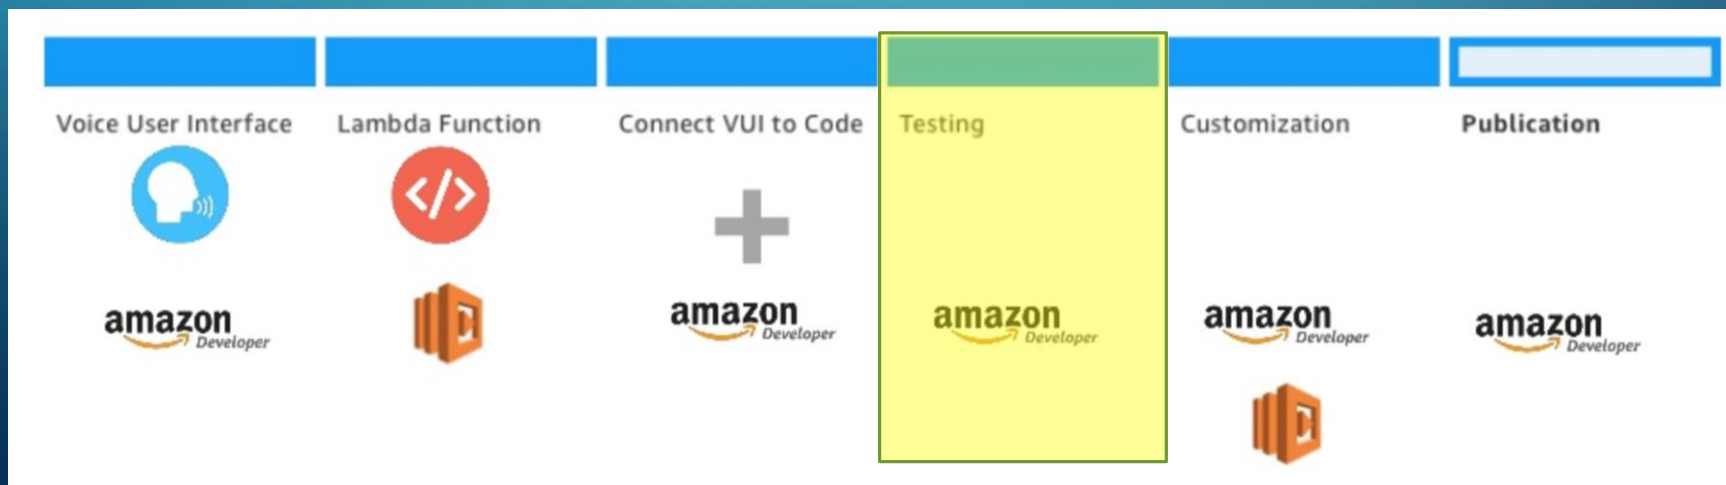 Voice User Interface
Lambda Function
Connect VUI to Code
Testing
Customization
Publication
</>
amazon
Developer
amazon
Developer
amazon
Developer
amazon
Developer
amazon
Developer